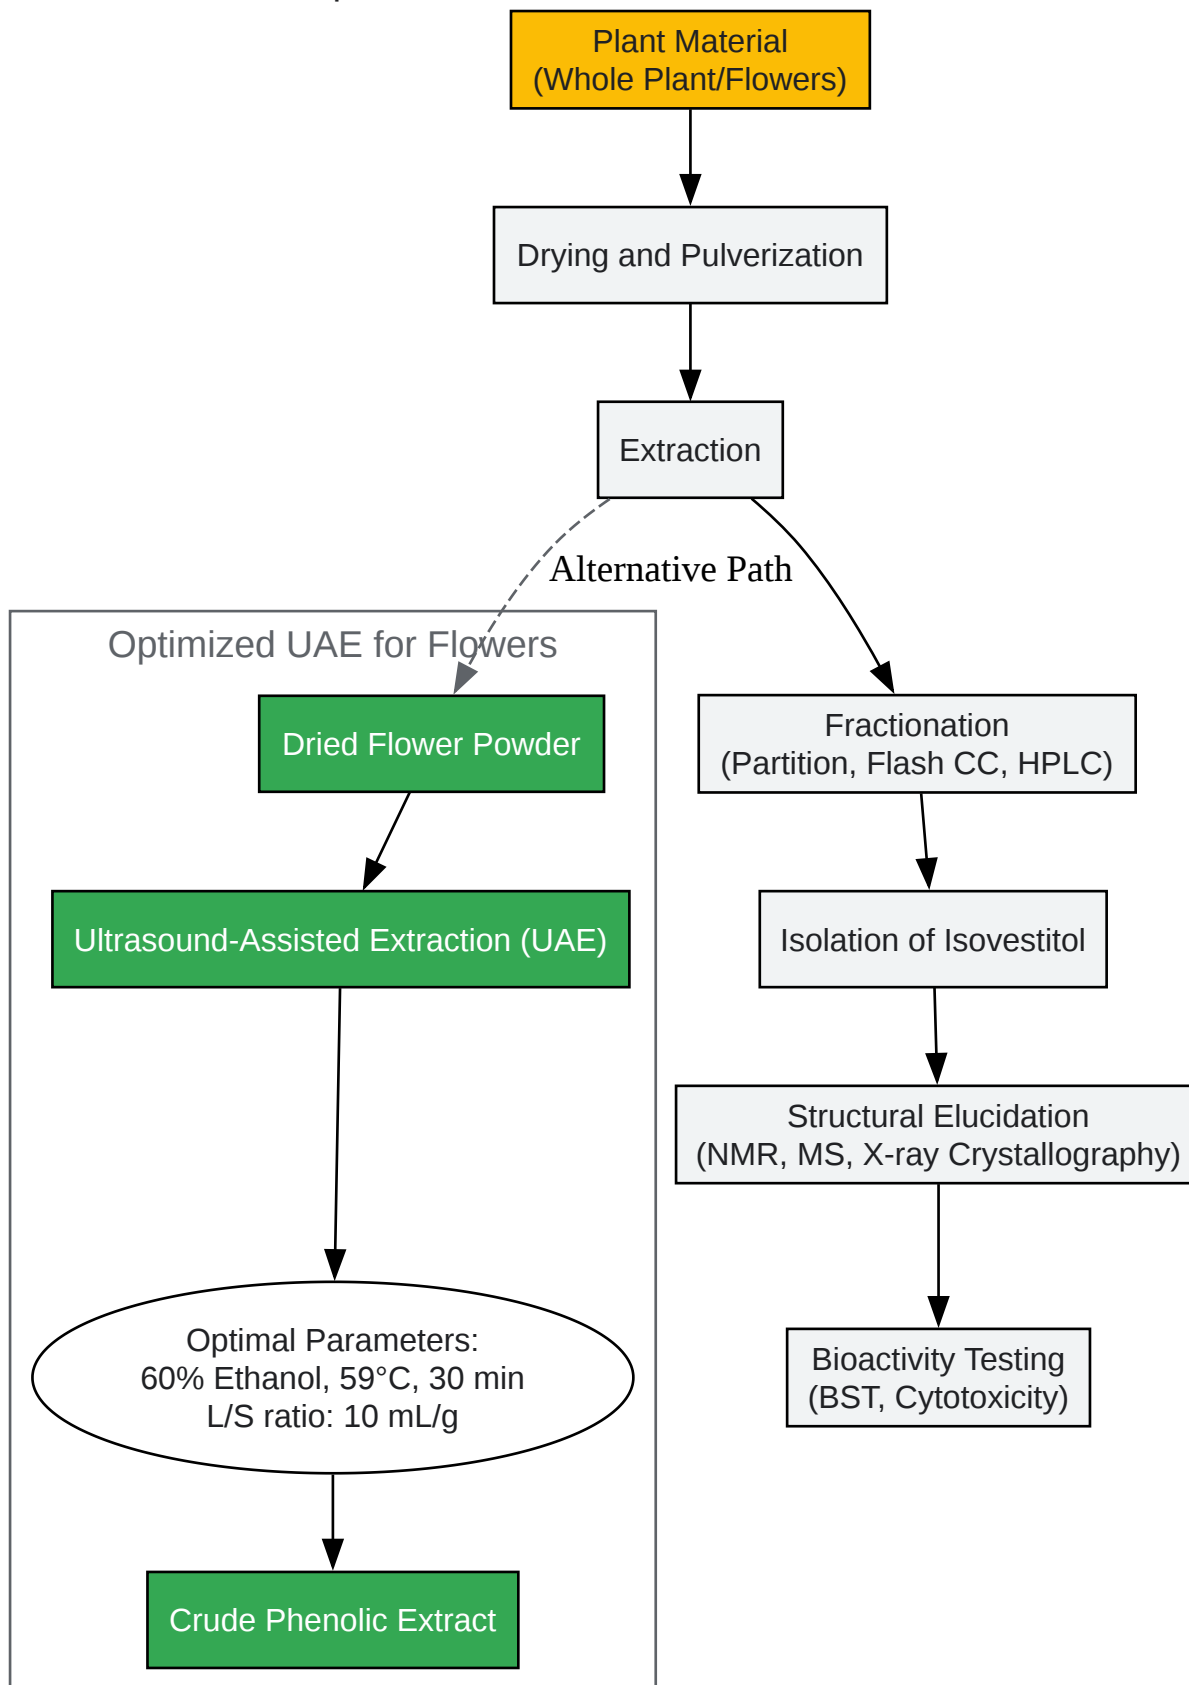 Plant Material
(Whole Plant/Flowers)
Drying and Pulverization
Extraction
Alternative Path
Optimized UAE for Flowers
Dried Flower Powder
Fractionation
(Partition, Flash CC, HPLC)
Ultrasound-Assisted Extraction (UAE)
Isolation of Isovestitol
Structural Elucidation
(NMR, MS, X-ray Crystallography)
Optimal Parameters:
60% Ethanol, 59°C, 30 min
L/S ratio: 10 mL/g
Bioactivity Testing
(BST, Cytotoxicity)
Crude Phenolic Extract